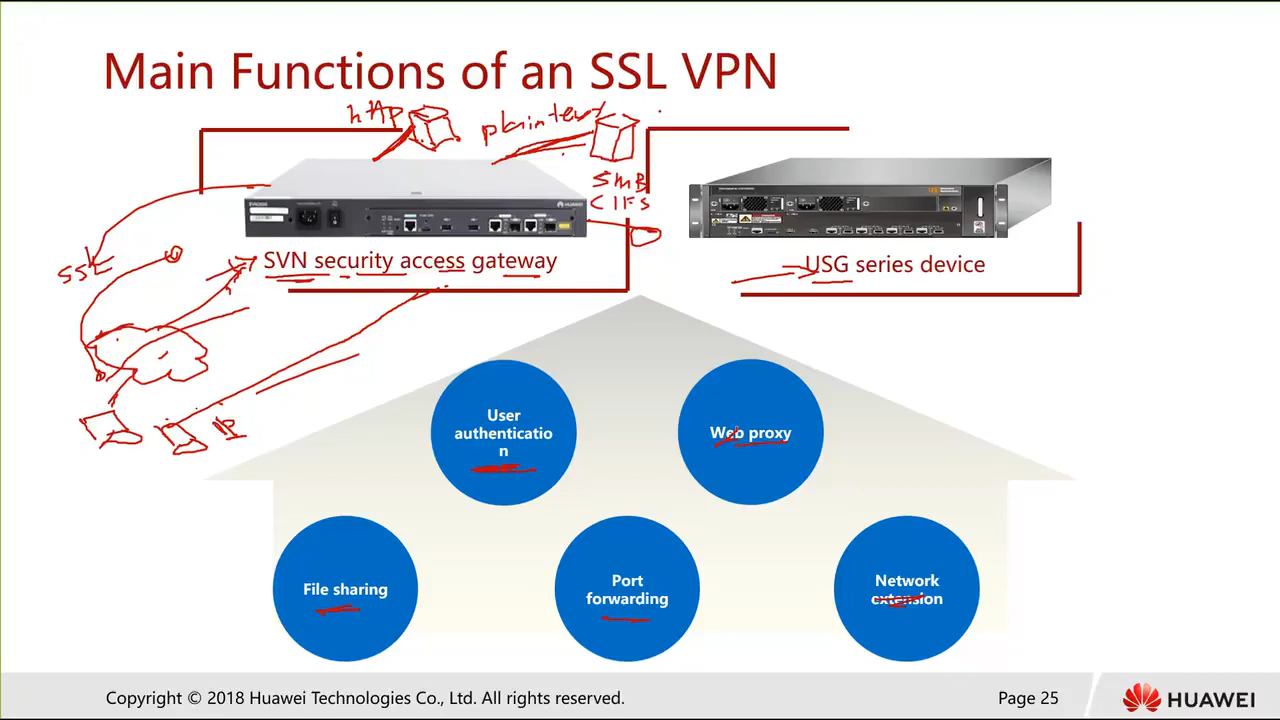 Main Functions of an SSL VPN
http
plaintext
SMB
CIFS
HUAWEI
SSL
SVN security access gateway
USG series device
IP
User
authenticatio
n
Web proxy
File sharing
Port
forwarding
Network
extension
Copyright © 2018 Huawei Technologies Co., Ltd. All rights reserved.
Page 25
HUAWEI